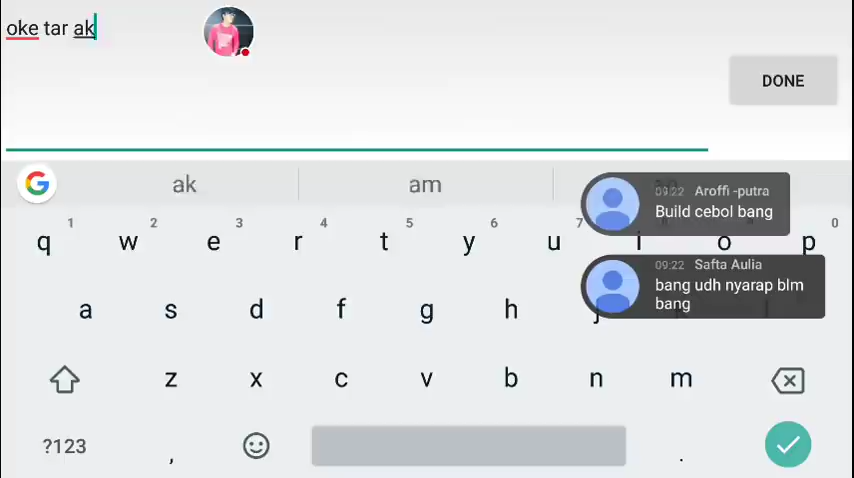 oke tar ak
DONE
ak
am
09:22 Aroffi -putra
Build cebol bang
1 2 3 4 5 6 7 0
q w e r t y u i o p
09:22 Safta Aulia
bang udh nyarap blm
bang
a s d f g h j
z x c v b n m
?123 , .